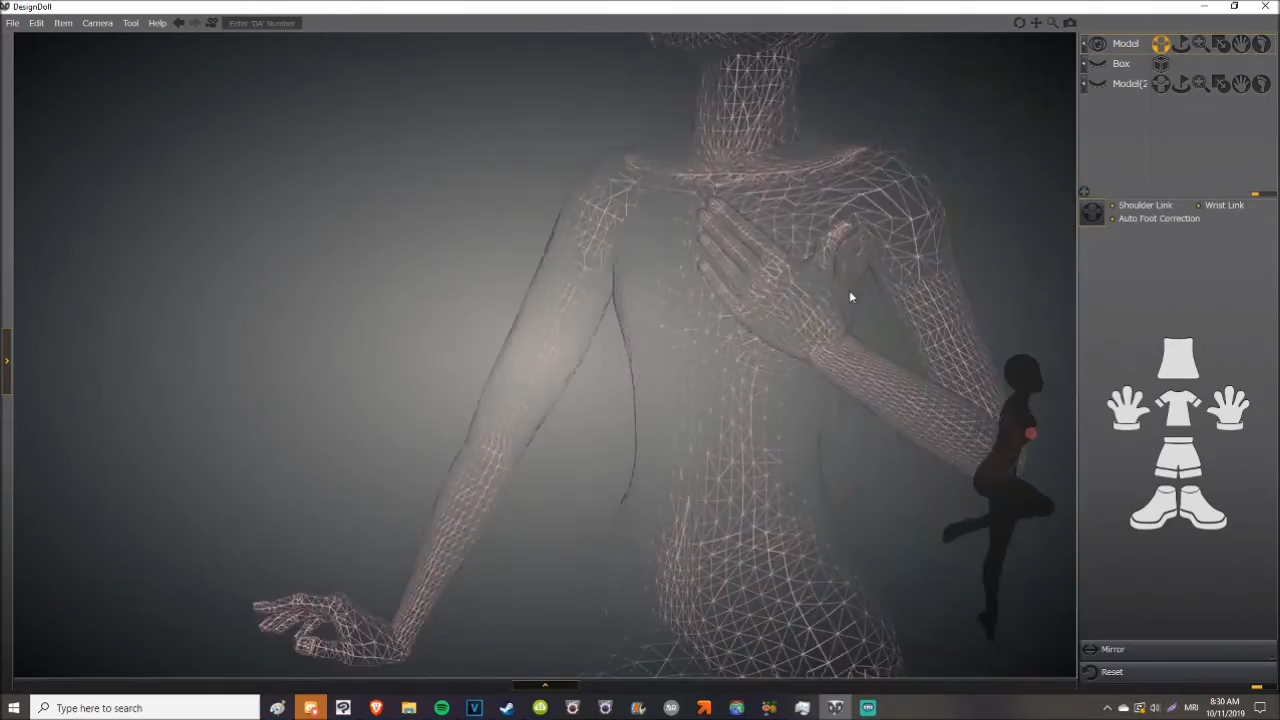 DesignDoll
File Edit Item Camera Tool Help Enter 'DA' Number
Model
Box
Model(2
Shoulder Link Wrist Link
Auto Foot Correction
Mirror
Reset
Type here to search
MRI
8:30 AM
10/11/2019